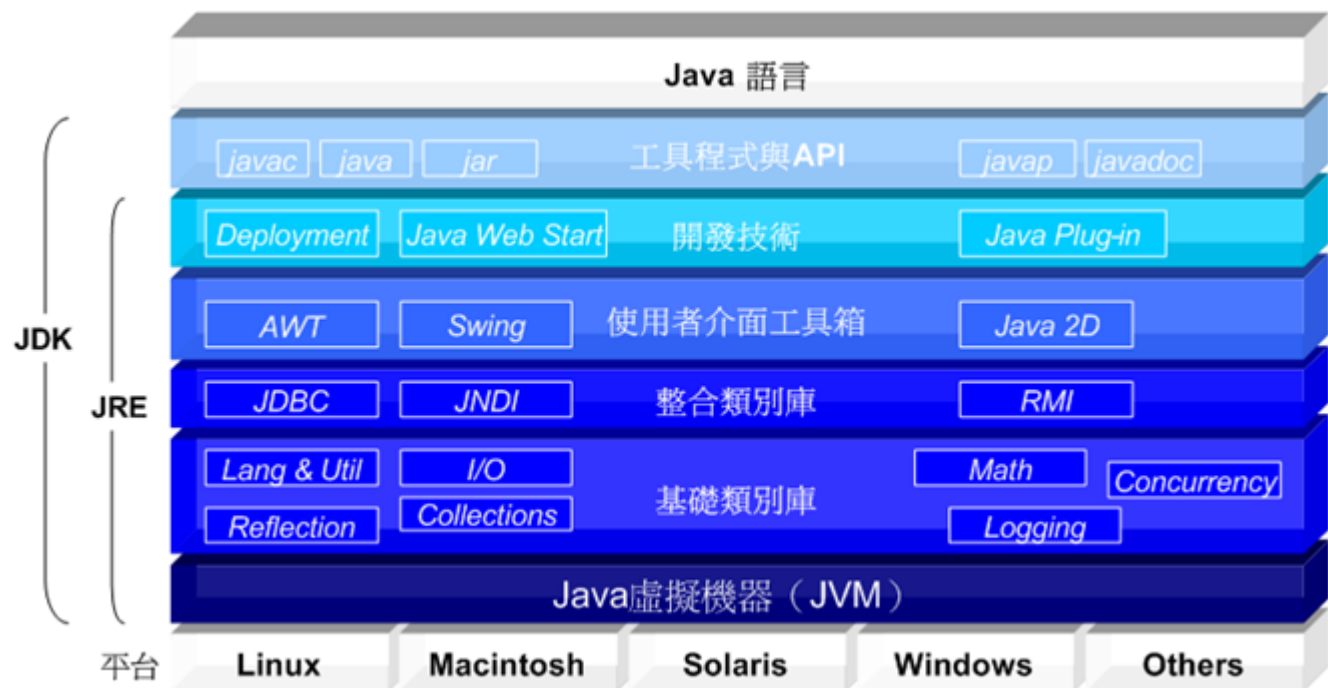 Java 語言
javac java jar 工具程式與API javap javadoc
Deployment Java Web Start 開發技術 Java Plug-in
AWT Swing 使用者介面工具箱 Java 2D
JDK
JRE
JDBC JNDI 整合類別庫 RMI
Lang & Util I/O Math Concurrency
基礎類別庫
Reflection Collections Logging
Java虛擬機器（JVM）
平台 Linux Macintosh Solaris Windows Others